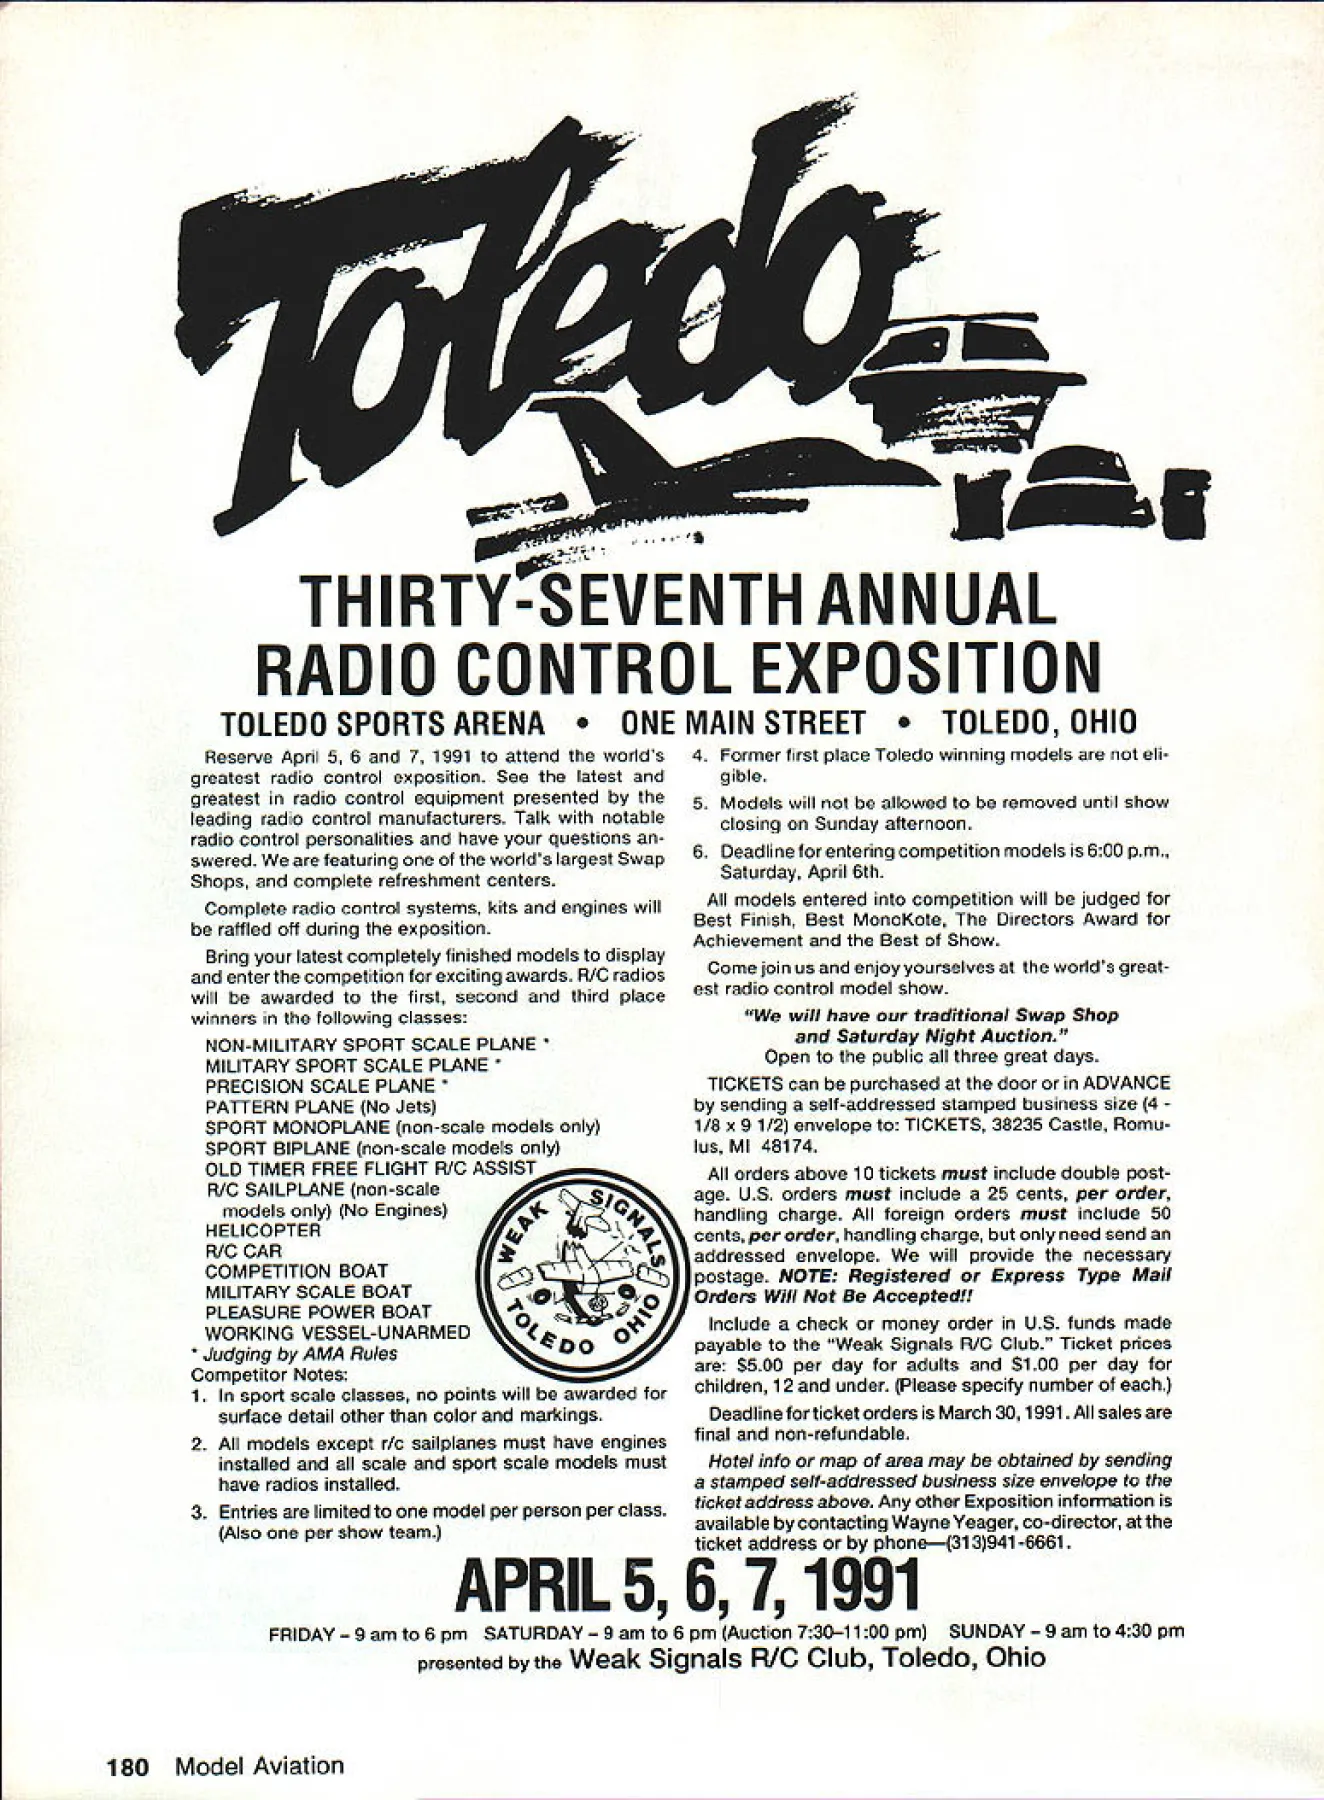 Toledo
THIRTY-SEVENTH ANNUAL
RADIO CONTROL EXPOSITION
TOLEDO SPORTS ARENA • ONE MAIN STREET • TOLEDO, OHIO
Reserve April 5, 6 and 7, 1991 to attend the world's
greatest radio control exposition. See the latest and
greatest in radio control equipment presented by the
leading radio control manufacturers. Talk with notable
radio control personalities and have your questions an-
swered. We are featuring one of the world's largest Swap
Shops, and complete refreshment centers.
Complete radio control systems, kits and engines will
be raffled off during the exposition.
Bring your latest completely finished models to display
and enter the competition for exciting awards. R/C radios
will be awarded to the first, second and third place
winners in the following classes:
NON-MILITARY SPORT SCALE PLANE *
MILITARY SPORT SCALE PLANE *
PRECISION SCALE PLANE *
PATTERN PLANE (No Jets)
SPORT MONOPLANE (non-scale models only)
SPORT BIPLANE (non-scale models only)
OLD TIMER FREE FLIGHT R/C ASSIST
R/C SAILPLANE (non-scale
models only) (No Engines)
HELICOPTER
R/C CAR
COMPETITION BOAT
MILITARY SCALE BOAT
PLEASURE POWER BOAT
WORKING VESSEL-UNARMED
* Judging by AMA Rules
WEAK SIGNALS
TOLEDO OHIO
Competitor Notes:
1. In sport scale classes, no points will be awarded for
surface detail other than color and markings.
2. All models except r/c sailplanes must have engines
installed and all scale and sport scale models must
have radios installed.
3. Entries are limited to one model per person per class.
(Also one per show team.)
4. Former first place Toledo winning models are not eli-
gible.
5. Models will not be allowed to be removed until show
closing on Sunday afternoon.
6. Deadline for entering competition models is 6:00 p.m.,
Saturday, April 6th.
All models entered into competition will be judged for
Best Finish, Best MonoKote, The Directors Award for
Achievement and the Best of Show.
Come join us and enjoy yourselves at the world's great-
est radio control model show.
"We will have our traditional Swap Shop
and Saturday Night Auction."
Open to the public all three great days.
TICKETS can be purchased at the door or in ADVANCE
by sending a self-addressed stamped business size (4 -
1/8 x 9 1/2) envelope to: TICKETS, 38235 Castle, Romu-
lus, MI 48174.
All orders above 10 tickets must include double post-
age. U.S. orders must include a 25 cents, per order,
handling charge. All foreign orders must include 50
cents, per order, handling charge, but only need send an
addressed envelope. We will provide the necessary
postage. NOTE: Registered or Express Type Mail
Orders Will Not Be Accepted!!
Include a check or money order in U.S. funds made
payable to the "Weak Signals R/C Club." Ticket prices
are: $5.00 per day for adults and $1.00 per day for
children, 12 and under. (Please specify number of each.)
Deadline for ticket orders is March 30, 1991. All sales are
final and non-refundable.
Hotel info or map of area may be obtained by sending
a stamped self-addressed business size envelope to the
ticket address above. Any other Exposition information is
available by contacting Wayne Yeager, co-director, at the
ticket address or by phone—(313)941-6661.
APRIL 5, 6, 7, 1991
FRIDAY – 9 am to 6 pm SATURDAY – 9 am to 6 pm (Auction 7:30–11:00 pm) SUNDAY – 9 am to 4:30 pm
presented by the Weak Signals R/C Club, Toledo, Ohio
180 Model Aviation